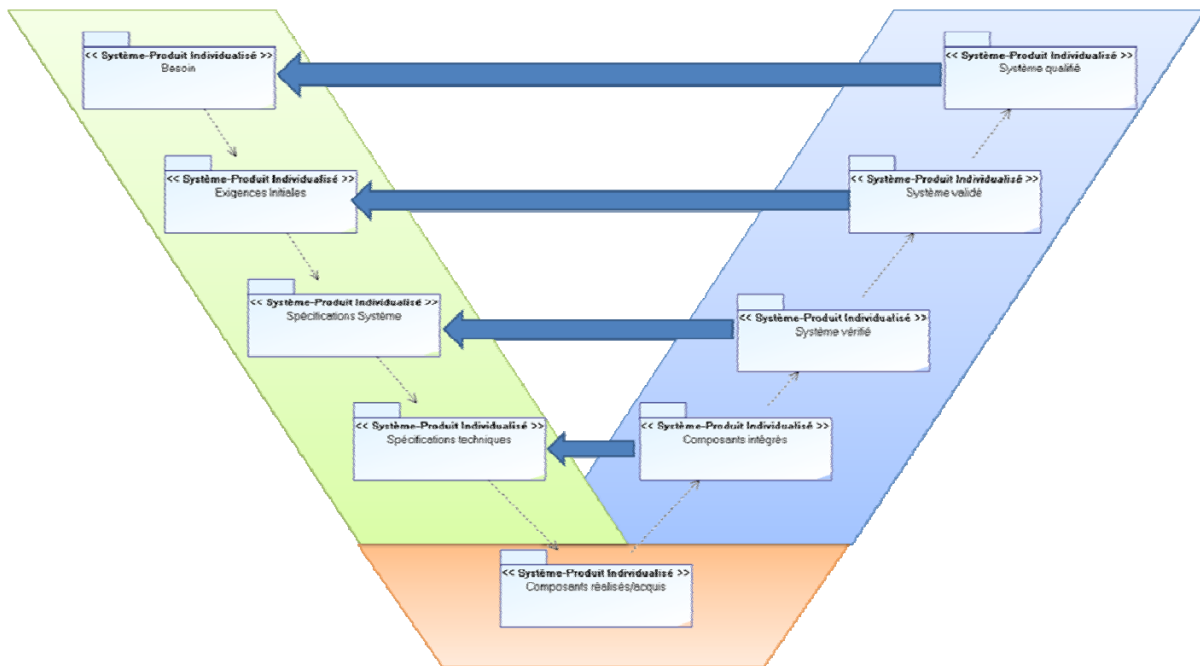 << Système-Produit Individualisé >>
Besoin
<< Système-Produit Individualisé >>
Système qualifié
<< Système-Produit Individualisé >>
Exigences Initiales
<< Système-Produit Individualisé >>
Système validé
<< Système-Produit Individualisé >>
Spécifications Système
<< Système-Produit Individualisé >>
Système vérifié
<< Système-Produit Individualisé >>
Spécifications techniques
<< Système-Produit Individualisé >>
Composants intégrés
<< Système-Produit Individualisé >>
Composants réalisés/acquis